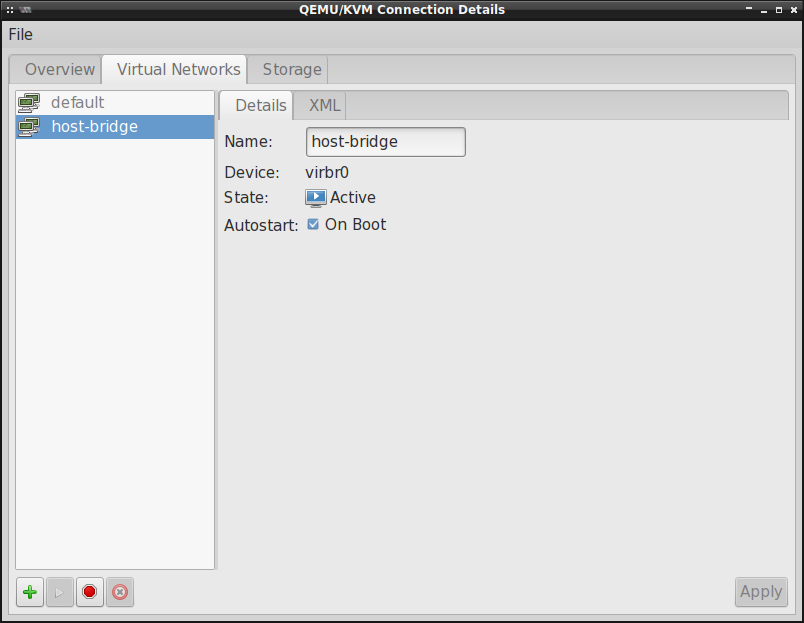 QEMU/KVM Connection Details
File
Overview Virtual Networks Storage
default
host-bridge
Details XML
Name: host-bridge
Device: virbr0
State: Active
Autostart: On Boot
Apply